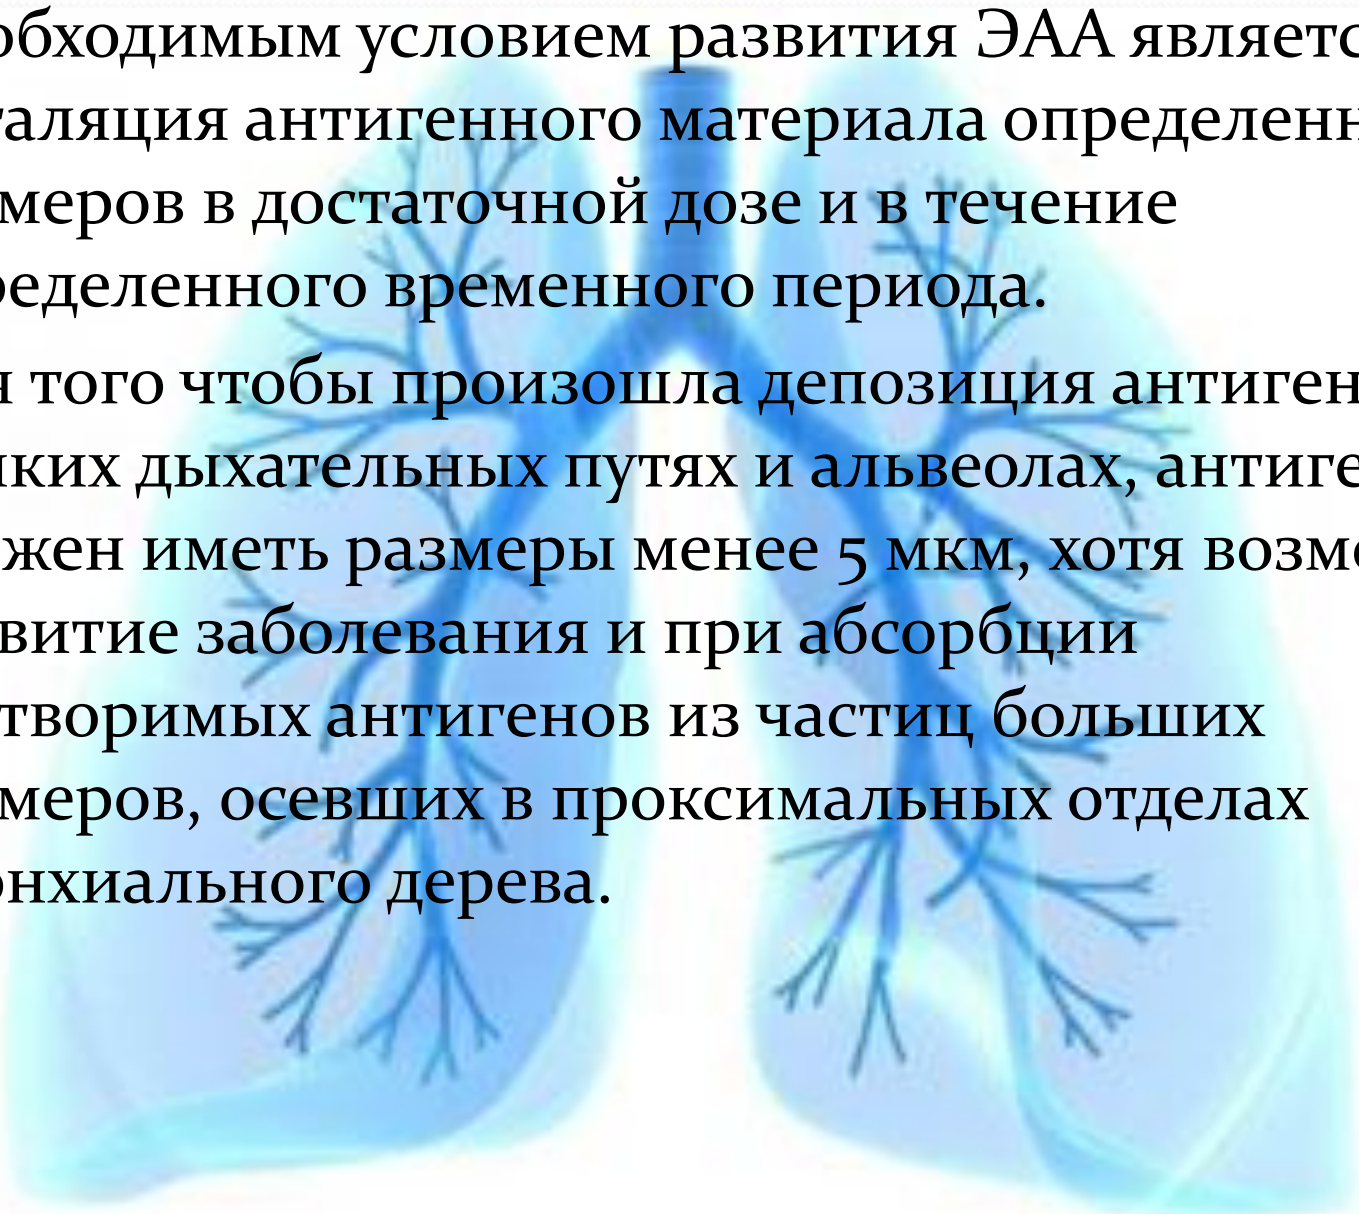 обходимым условием развития ЭАА являетс
галяция антигенного материала определенн
меров в достаточной дозе и в течение
ределенного временного периода.
я того чтобы произошла депозиция антиген
лких дыхательных путях и альвеолах, антиге
жен иметь размеры менее 5 мкм, хотя возмо
витие заболевания и при абсорбции
творимых антигенов из частиц больших
меров, осевших в проксимальных отделах
онхиального дерева.